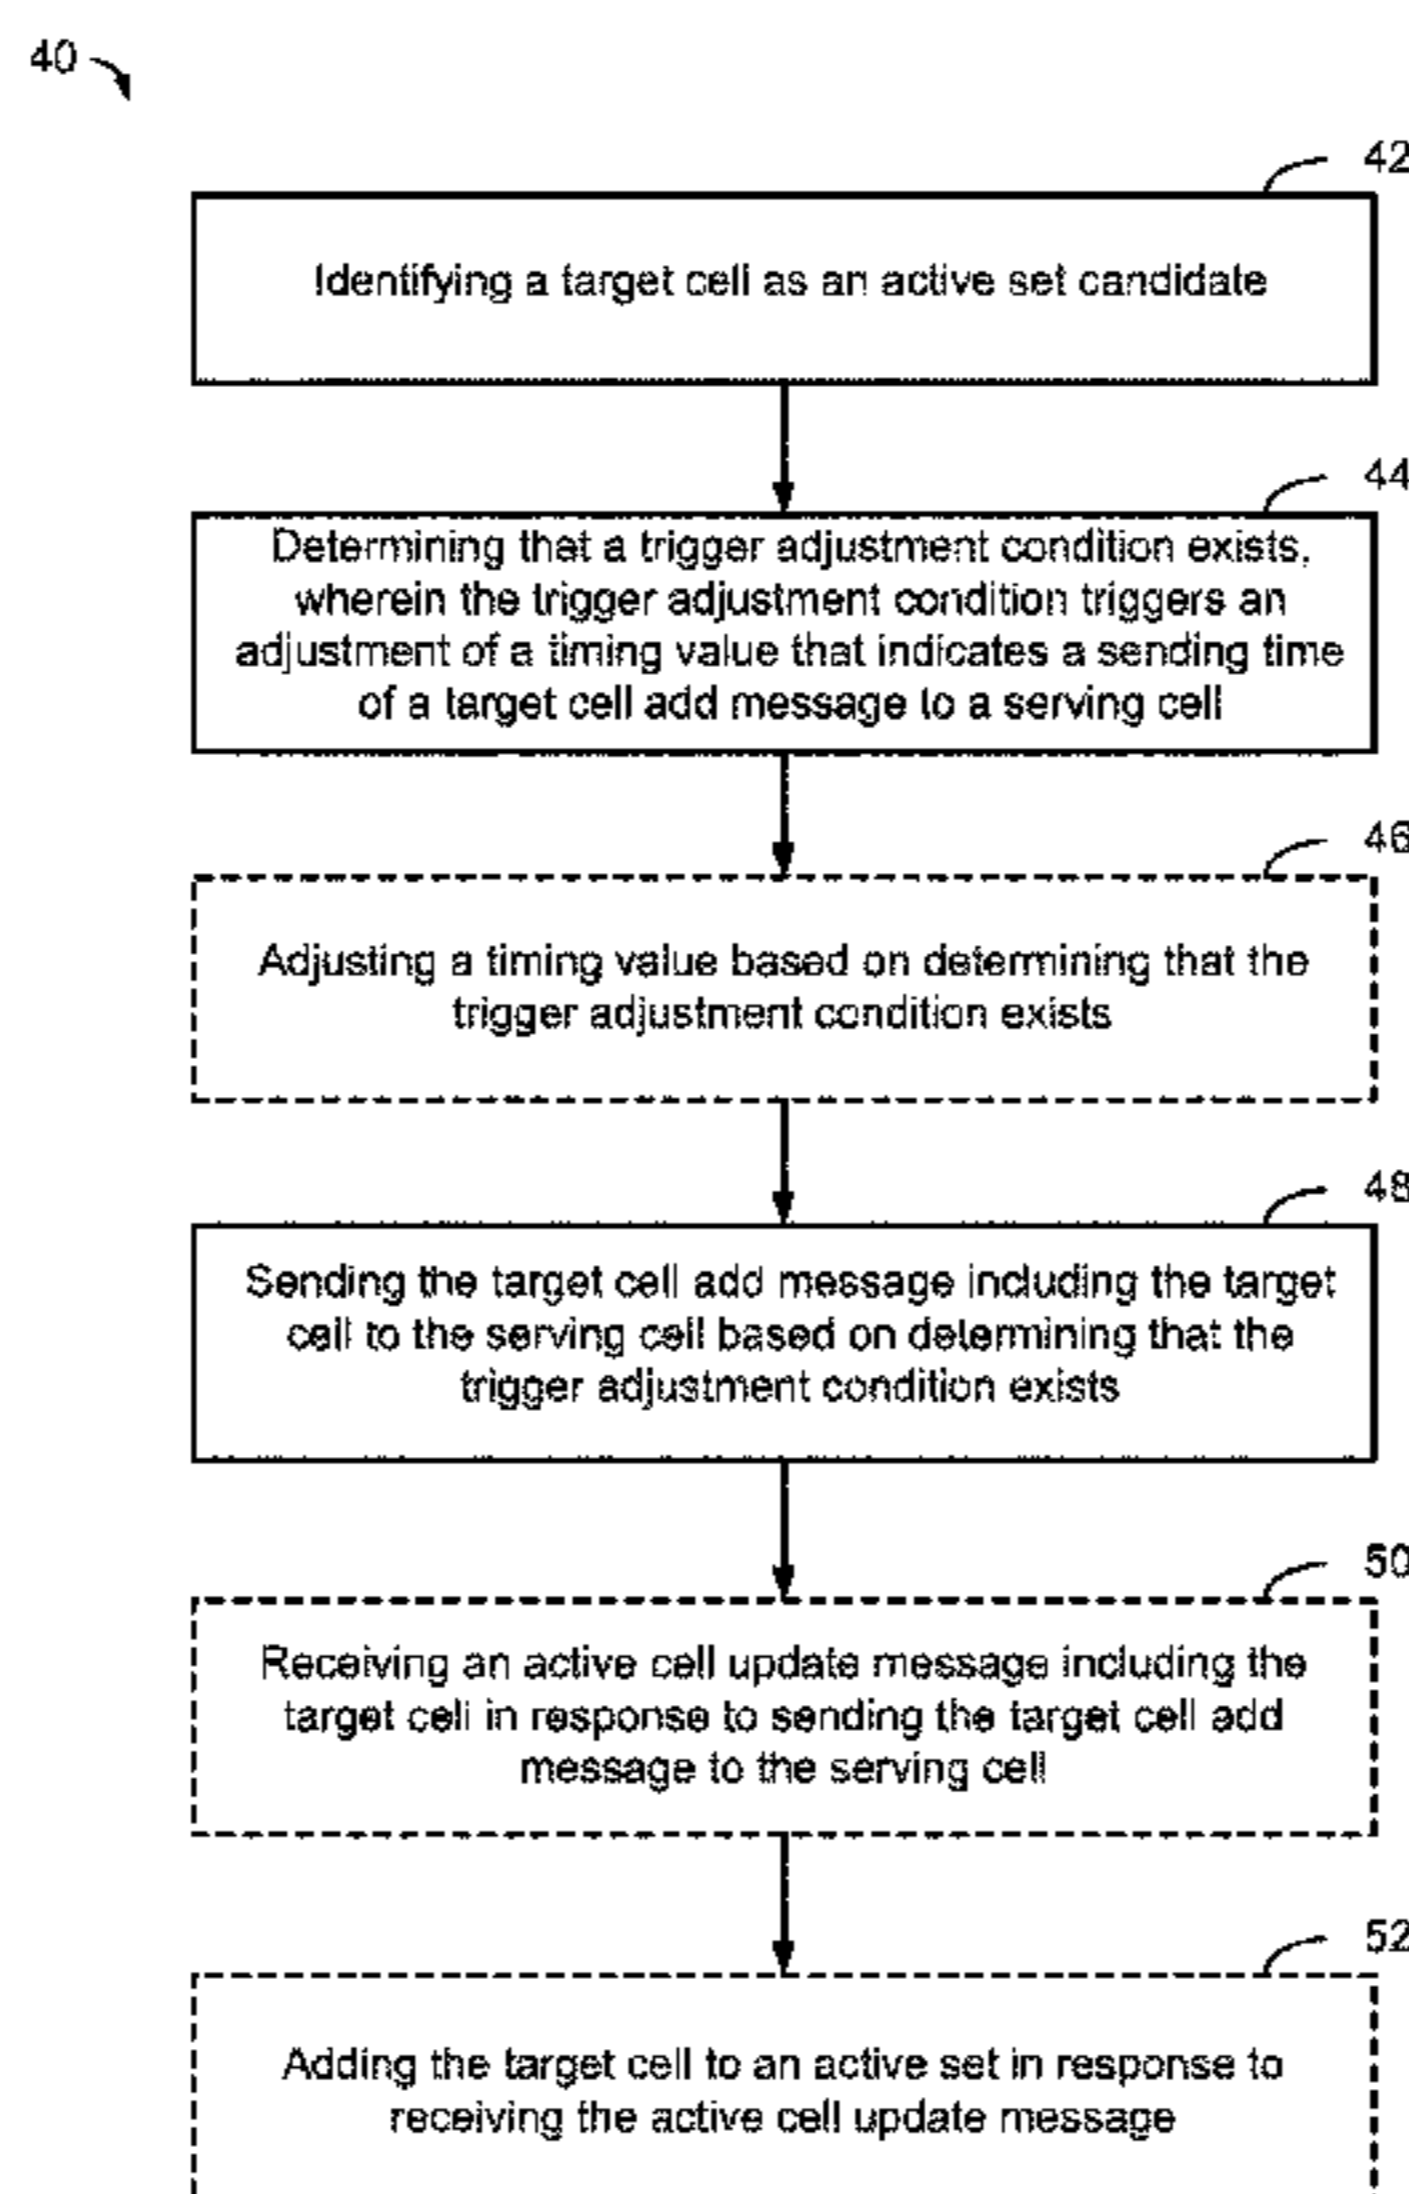 40
42
Identifying a target cell as an active set candidate
44
Determining that a trigger adjustment condition exists,
wherein the trigger adjustment condition triggers an
adjustment of a timing value that indicates a sending time
of a target cell add message to a serving cell
46
Adjusting a timing value based on determining that the
trigger adjustment condition exists
48
Sending the target cell add message including the target
cell to the serving cell based on determining that the
trigger adjustment condition exists
50
Receiving an active cell update message including the
target cell in response to sending the target cell add
message to the serving cell
52
Adding the target cell to an active set in response to
receiving the active cell update message